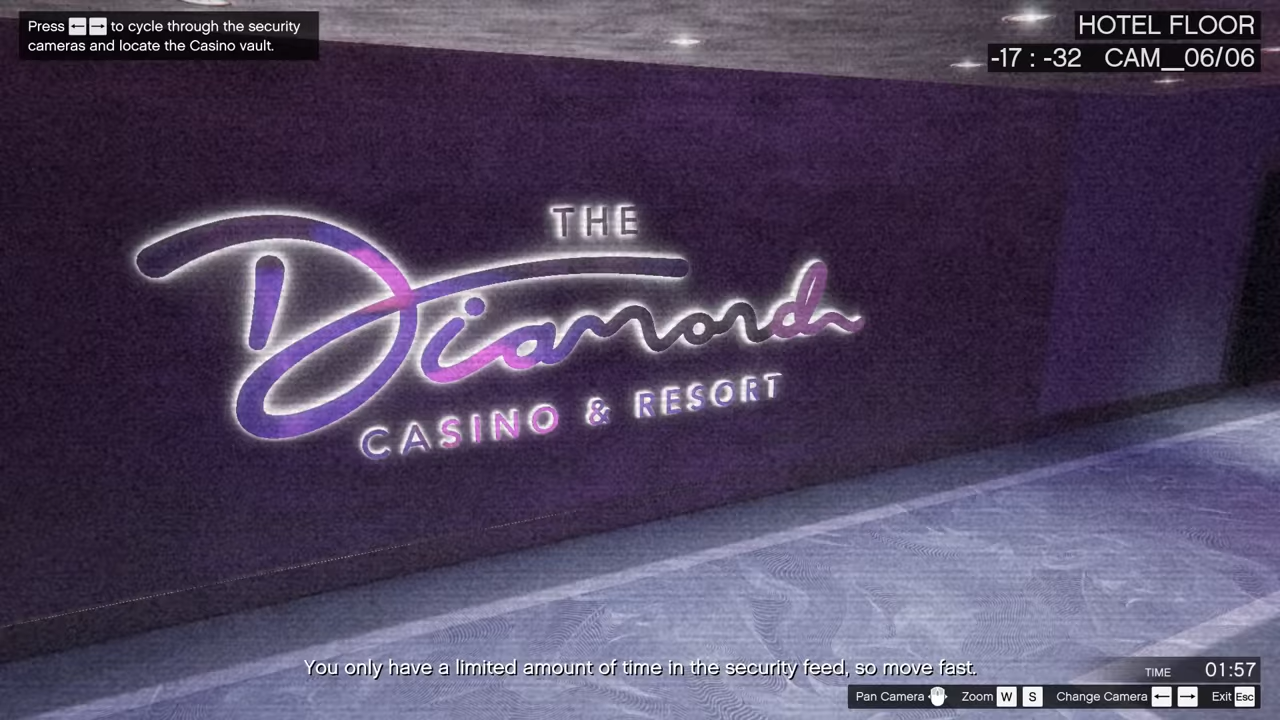 Press ← → to cycle through the security
cameras and locate the Casino vault.
HOTEL FLOOR
-17 : -32 CAM__06/06
THE
Diamond
CASINO & RESORT
You only have a limited amount of time in the security feed, so move fast.
TIME 01:57
Pan Camera Zoom W S Change Camera ← → Exit Esc